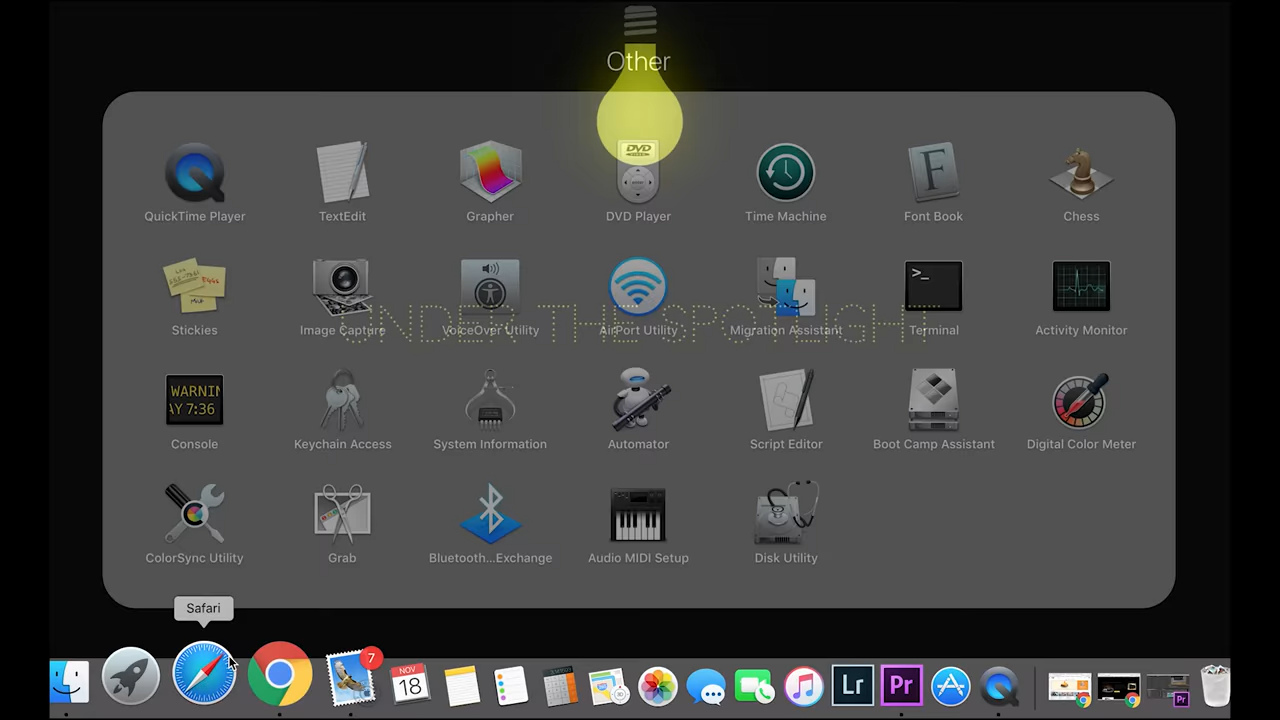 Other
DVD
VIDEO
QuickTime Player
TextEdit
Grapher
DVD Player
Time Machine
Font Book
Chess
>_
Stickies
Image Capture
VoiceOver Utility
AirPort Utility
Migration Assistant
Terminal
Activity Monitor
UNDER THE SPOTLIGHT
WARNIN
AY 7:36
Console
Keychain Access
System Information
Automator
Script Editor
Boot Camp Assistant
Digital Color Meter
ColorSync Utility
Grab
Bluetooth...Exchange
Audio MIDI Setup
Disk Utility
Safari
7
NOV
18
Lr
Pr
Pr